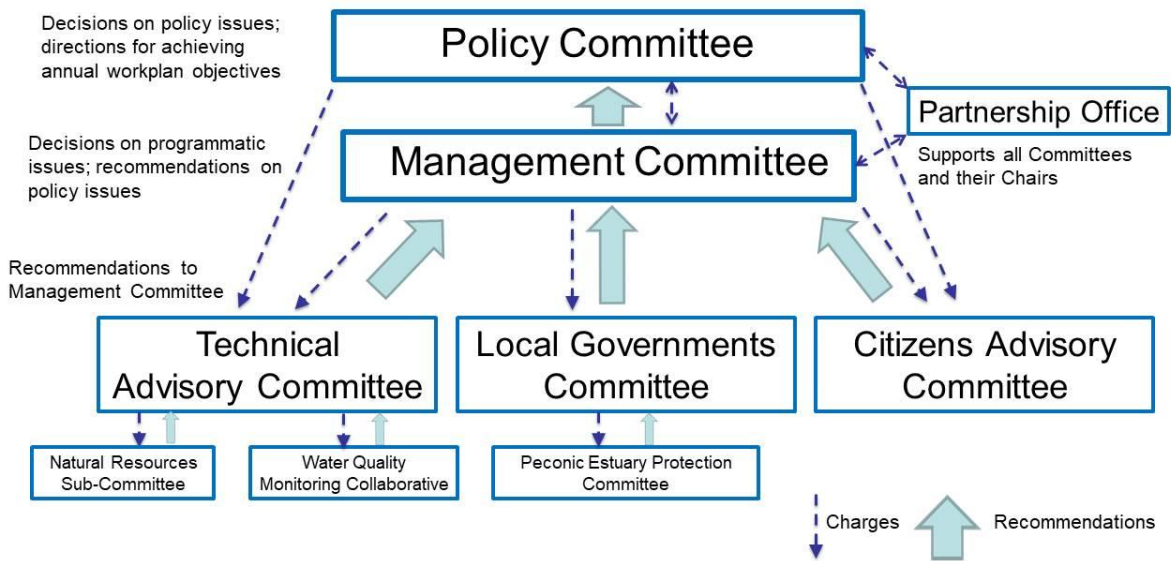 Decisions on policy issues;
directions for achieving
annual workplan objectives
Policy Committee
Partnership Office
Supports all Committees
and their Chairs
Decisions on programmatic
issues; recommendations on
policy issues
Management Committee
Recommendations to
Management Committee
Technical
Advisory Committee
Local Governments
Committee
Citizens Advisory
Committee
Natural Resources
Sub-Committee
Water Quality
Monitoring Collaborative
Peconic Estuary Protection
Committee
Charges
Recommendations